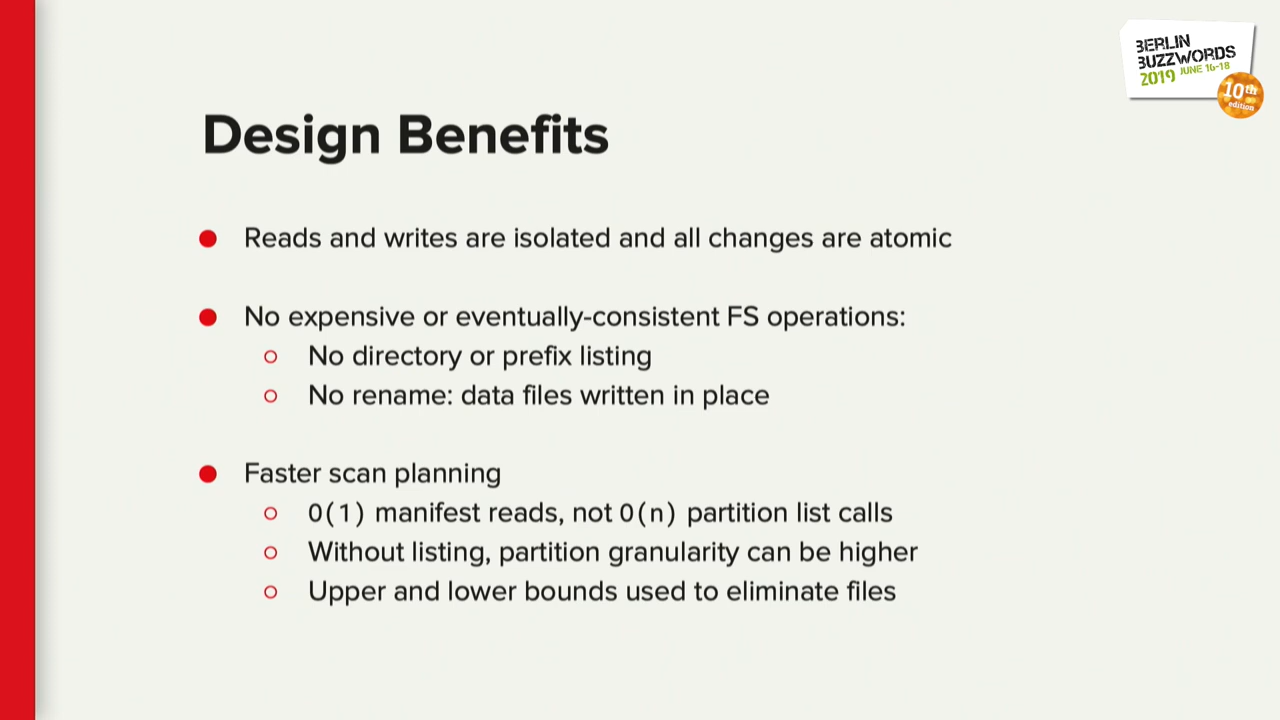 BERLIN
BUZZWORDS
2019 JUNE 16-18
10th
edition
Design Benefits
Reads and writes are isolated and all changes are atomic
No expensive or eventually-consistent FS operations:
No directory or prefix listing
No rename: data files written in place
Faster scan planning
O(1) manifest reads, not O(n) partition list calls
Without listing, partition granularity can be higher
Upper and lower bounds used to eliminate files